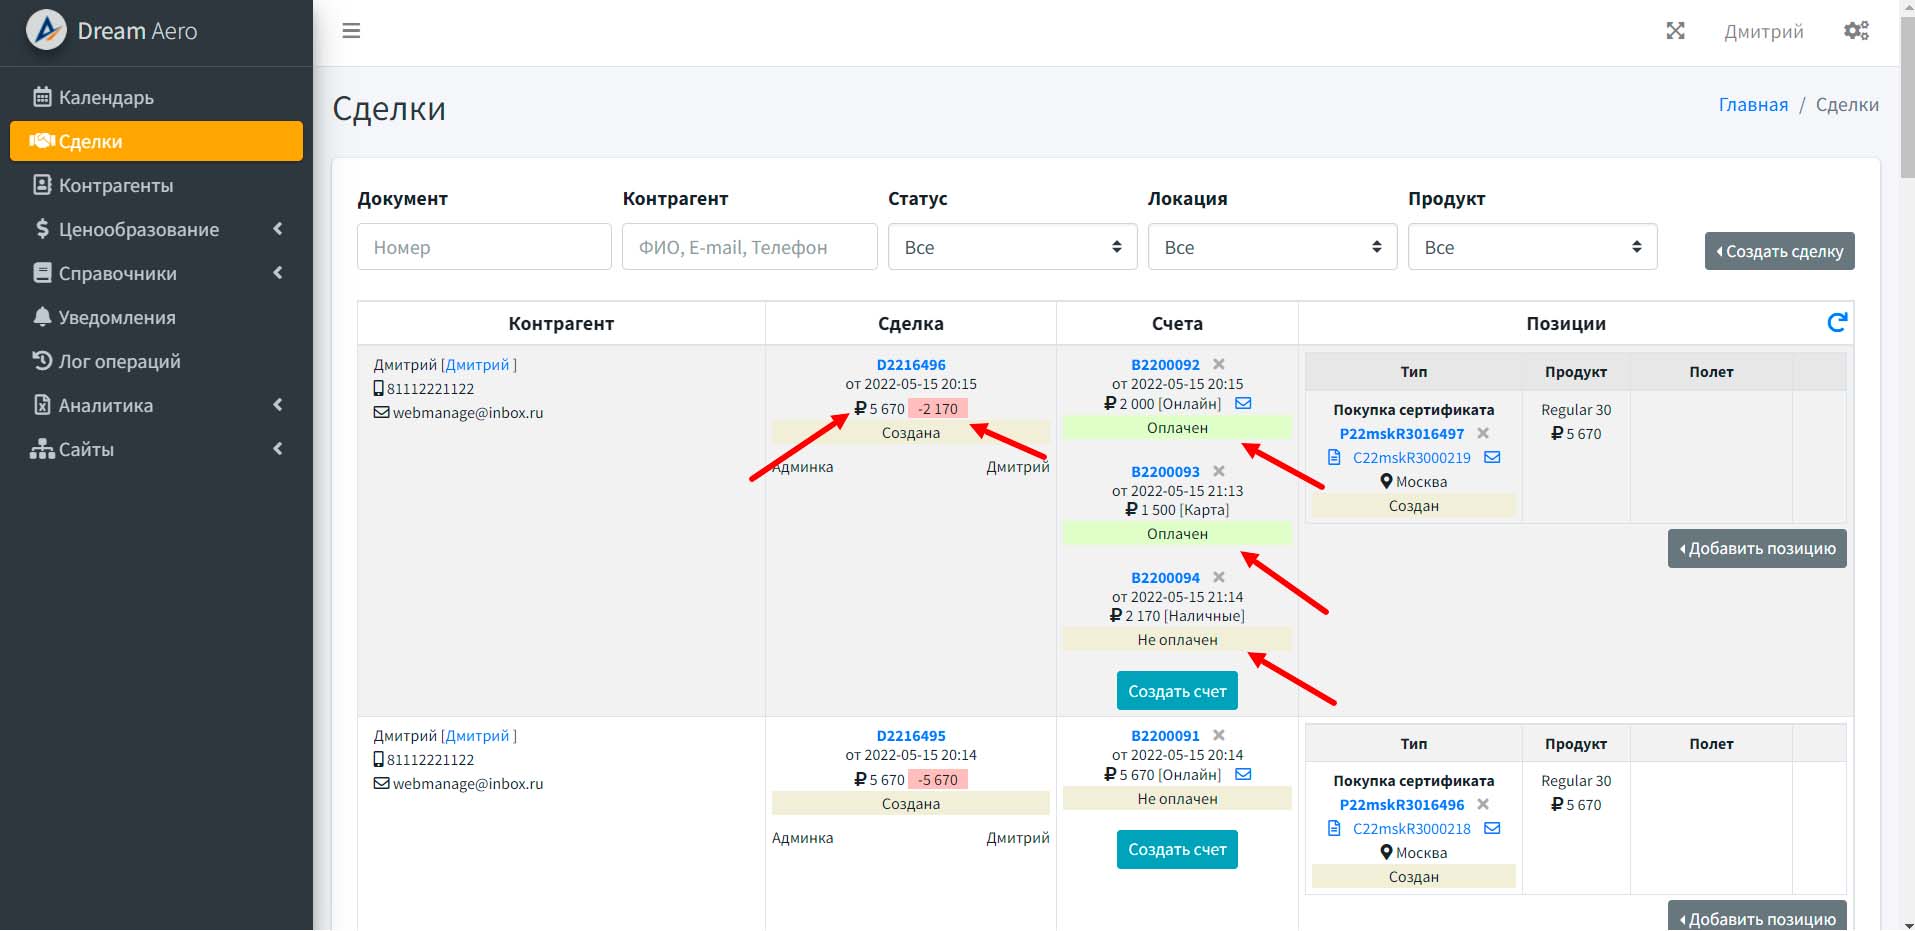 Dream Aero
Дмитрий
Календарь
Сделки
Контрагенты
Ценообразование
Справочники
Уведомления
Лог операций
Аналитика
Сайты
Сделки
Главная / Сделки
Документ Контрагент Статус Локация Продукт
Номер ФИО, E-mail, Телефон Все Все Все Создать сделку
Контрагент Сделка Счета Позиции
Дмитрий [Дмитрий ]
81112221122
webmanage@inbox.ru
D2216496
от 2022-05-15 20:15
₽ 5 670 -2 170
Создана
Админка Дмитрий
B2200092
от 2022-05-15 20:15
₽ 2 000 [Онлайн]
Оплачен
B2200093
от 2022-05-15 21:13
₽ 1 500 [Карта]
Оплачен
B2200094
от 2022-05-15 21:14
₽ 2 170 [Наличные]
Не оплачен
Создать счет
Тип Продукт Полет
Покупка сертификата
P22mskR3016497
C22mskR3000219
Москва
Создан
Regular 30
₽ 5 670
Добавить позицию
Дмитрий [Дмитрий ]
81112221122
webmanage@inbox.ru
D2216495
от 2022-05-15 20:14
₽ 5 670 -5 670
Создана
Админка Дмитрий
B2200091
от 2022-05-15 20:14
₽ 5 670 [Онлайн]
Не оплачен
Создать счет
Тип Продукт Полет
Покупка сертификата
P22mskR3016496
C22mskR3000218
Москва
Создан
Regular 30
₽ 5 670
Добавить позицию